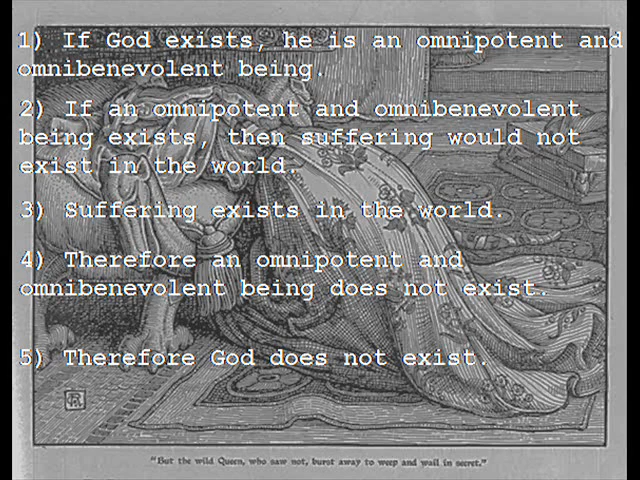 1) If God exists, he is an omnipotent and
omnibenevolent being.
2) If an omnipotent and omnibenevolent
being exists, then suffering would not
exist in the world.
3) Suffering exists in the world.
4) Therefore an omnipotent and
omnibenevolent being does not exist.
5) Therefore God does not exist.
"But the wild Queen, who saw not, burst away to weep and wail in secret."